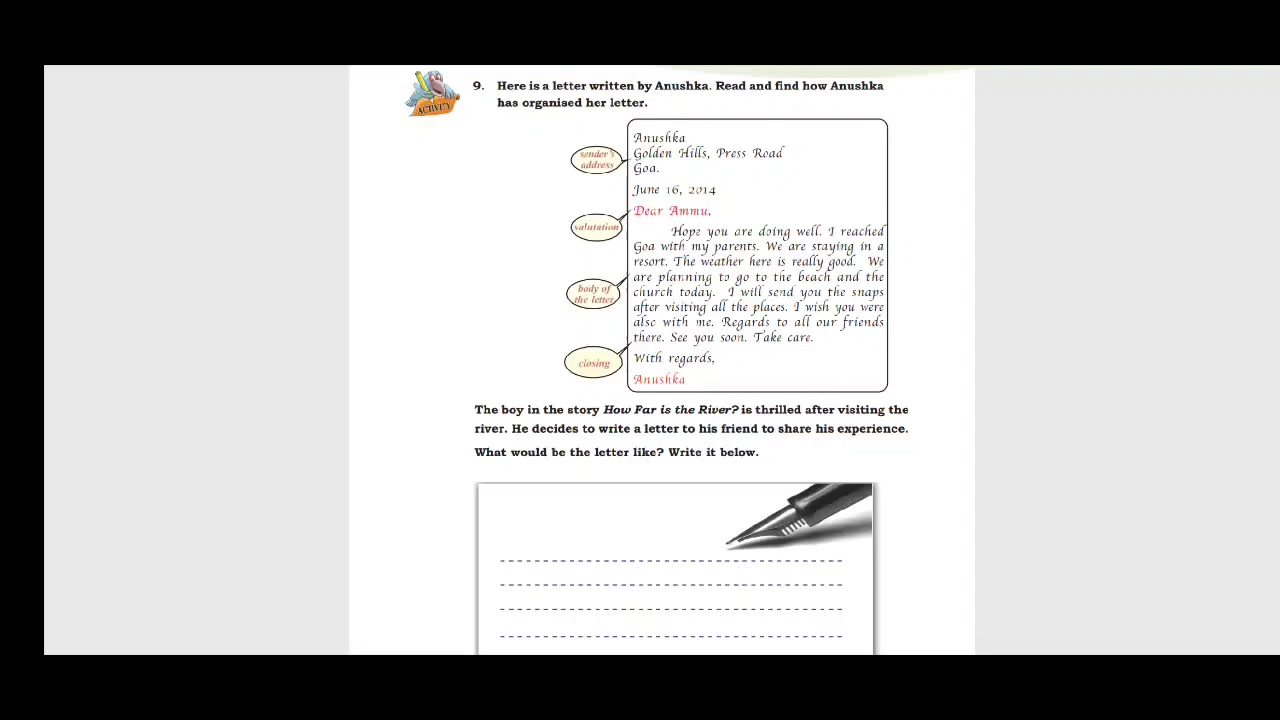 ACTIVITY
9. Here is a letter written by Anushka. Read and find how Anushka
has organised her letter.
sender's
address
Anushka
Golden Hills, Press Road
Goa.
June 16, 2014
salutation
Dear Ammu,
Hope you are doing well. I reached
Goa with my parents. We are staying in a
resort. The weather here is really good. We
are planning to go to the beach and the
church today. I will send you the snaps
after visiting all the places. I wish you were
also with me. Regards to all our friends
there. See you soon. Take care.
body of
the letter
closing
With regards,
Anushka
The boy in the story How Far is the River? is thrilled after visiting the
river. He decides to write a letter to his friend to share his experience.
What would be the letter like? Write it below.